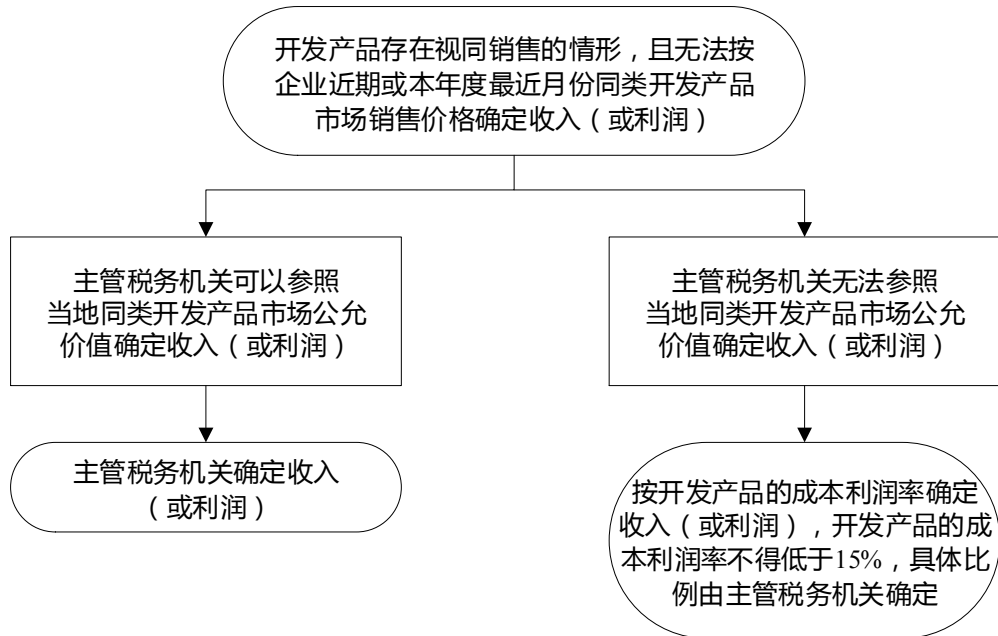 开发产品存在视同销售的情形，且无法按
企业近期或本年度最近月份同类开发产品
市场销售价格确定收入（或利润）
主管税务机关可以参照
当地同类开发产品市场公允
价值确定收入（或利润）
主管税务机关无法参照
当地同类开发产品市场公允
价值确定收入（或利润）
主管税务机关确定收入
（或利润）
按开发产品的成本利润率确定
收入（或利润），开发产品的成
本利润率不得低于15%，具体比
例由主管税务机关确定